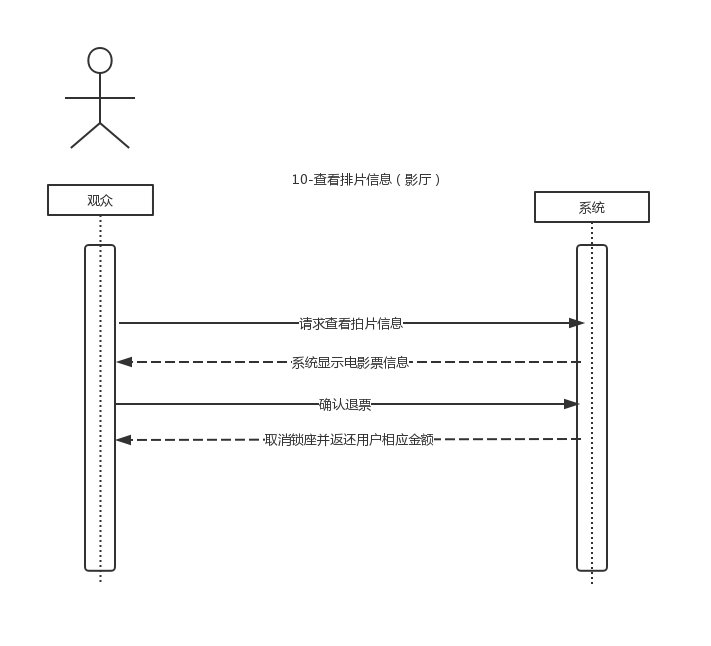 10-查看排片信息（影厅）
观众
系统
请求查看拍片信息
系统显示电影票信息
确认退票
取消锁座并返还用户相应金额